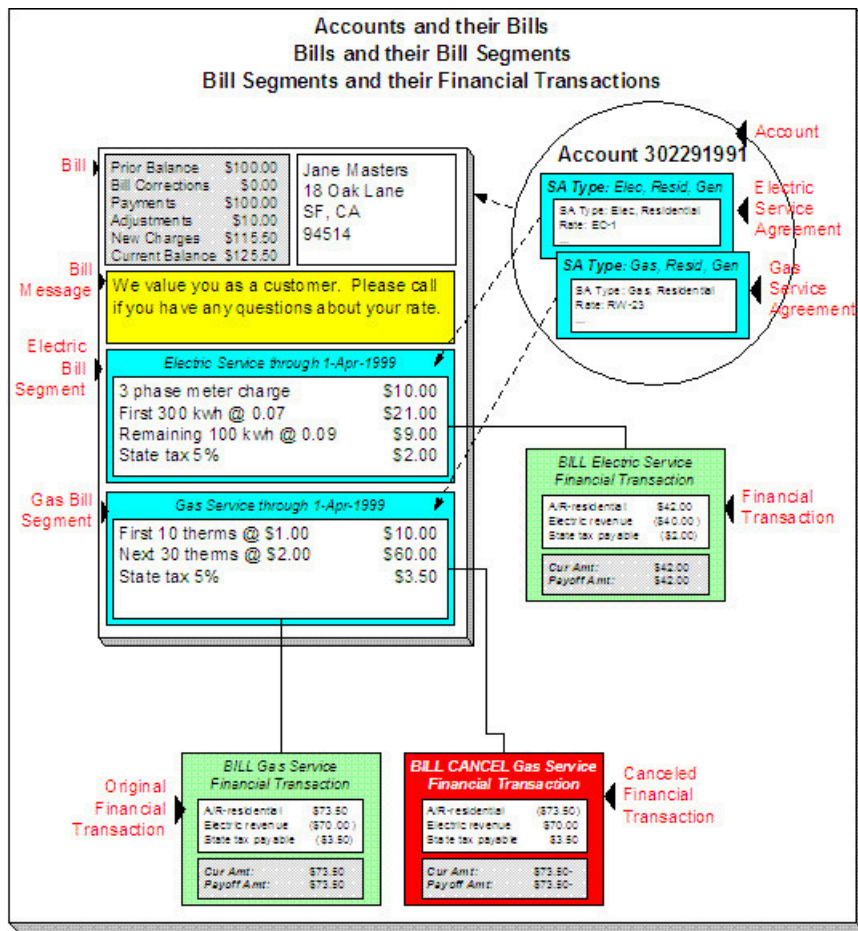 Accounts and their Bills
Bills and their Bill Segments
Bill Segments and their Financial Transactions
Account
Account 302291991
Bill
Prior Balance $100.00
Bill Corrections $0.00
Payments $100.00
Adjustments $10.00
New Charges $115.50
Current Balance $125.50
Jane Masters
18 Oak Lane
SF, CA
94514
SA Type: Elec, Resid, Gen
SA Type: Elec, Residential
Rate: EC-1
...
Electric
Service
Agreement
SA Type: Gas, Resid, Gen
SA Type: Gas, Residential
Rate: RW-23
...
Gas
Service
Agreement
Bill
Message
We value you as a customer. Please call
if you have any questions about your rate.
Electric
Bill
Segment
Electric Service through 1-Apr-1999
3 phase meter charge $10.00
First 300 kwh @ 0.07 $21.00
Remaining 100 kwh @ 0.09 $9.00
State tax 5% $2.00
Gas Bill
Segment
Gas Service through 1-Apr-1999
First 10 therms @ $1.00 $10.00
Next 30 therms @ $2.00 $60.00
State tax 5% $3.50
BILL Electric Service
Financial Transaction
A/R-residential $42.00
Electric revenue ($40.00)
State tax payable ($2.00)
Cur Amt: $42.00
Payoff Amt: $42.00
Financial
Transaction
Original
Financial
Transaction
BILL Gas Service
Financial Transaction
A/R-residential $73.50
Electric revenue ($70.00)
State tax payable ($3.50)
Cur Amt: $73.50
Payoff Amt: $73.50
BILL CANCEL Gas Service
Financial Transaction
A/R-residential ($73.50)
Electric revenue $70.00
State tax payable $3.50
Cur Amt: $73.50-
Payoff Amt: $73.50-
Canceled
Financial
Transaction